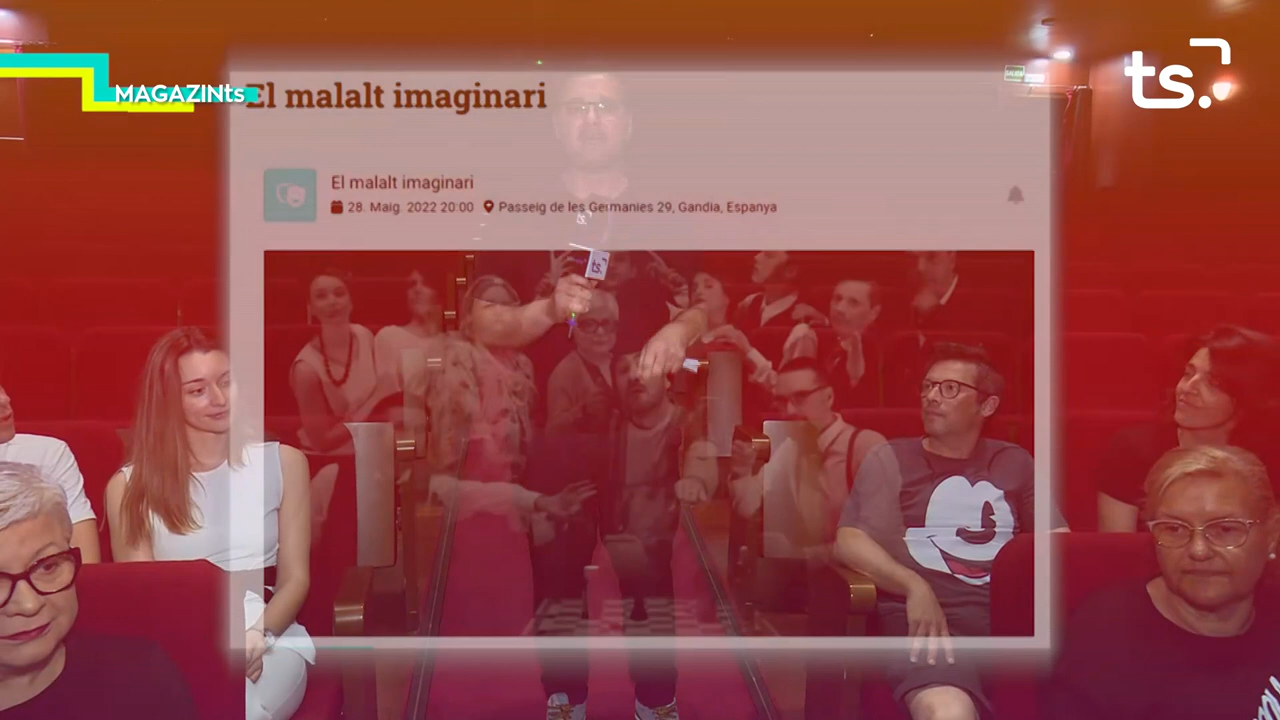 MAGAZINts
ts.
El malalt imaginari
SALIDA
El malalt imaginari
28. Maig. 2022 20:00 Passeig de les Germanies 29, Gandia, Espanya
ts.